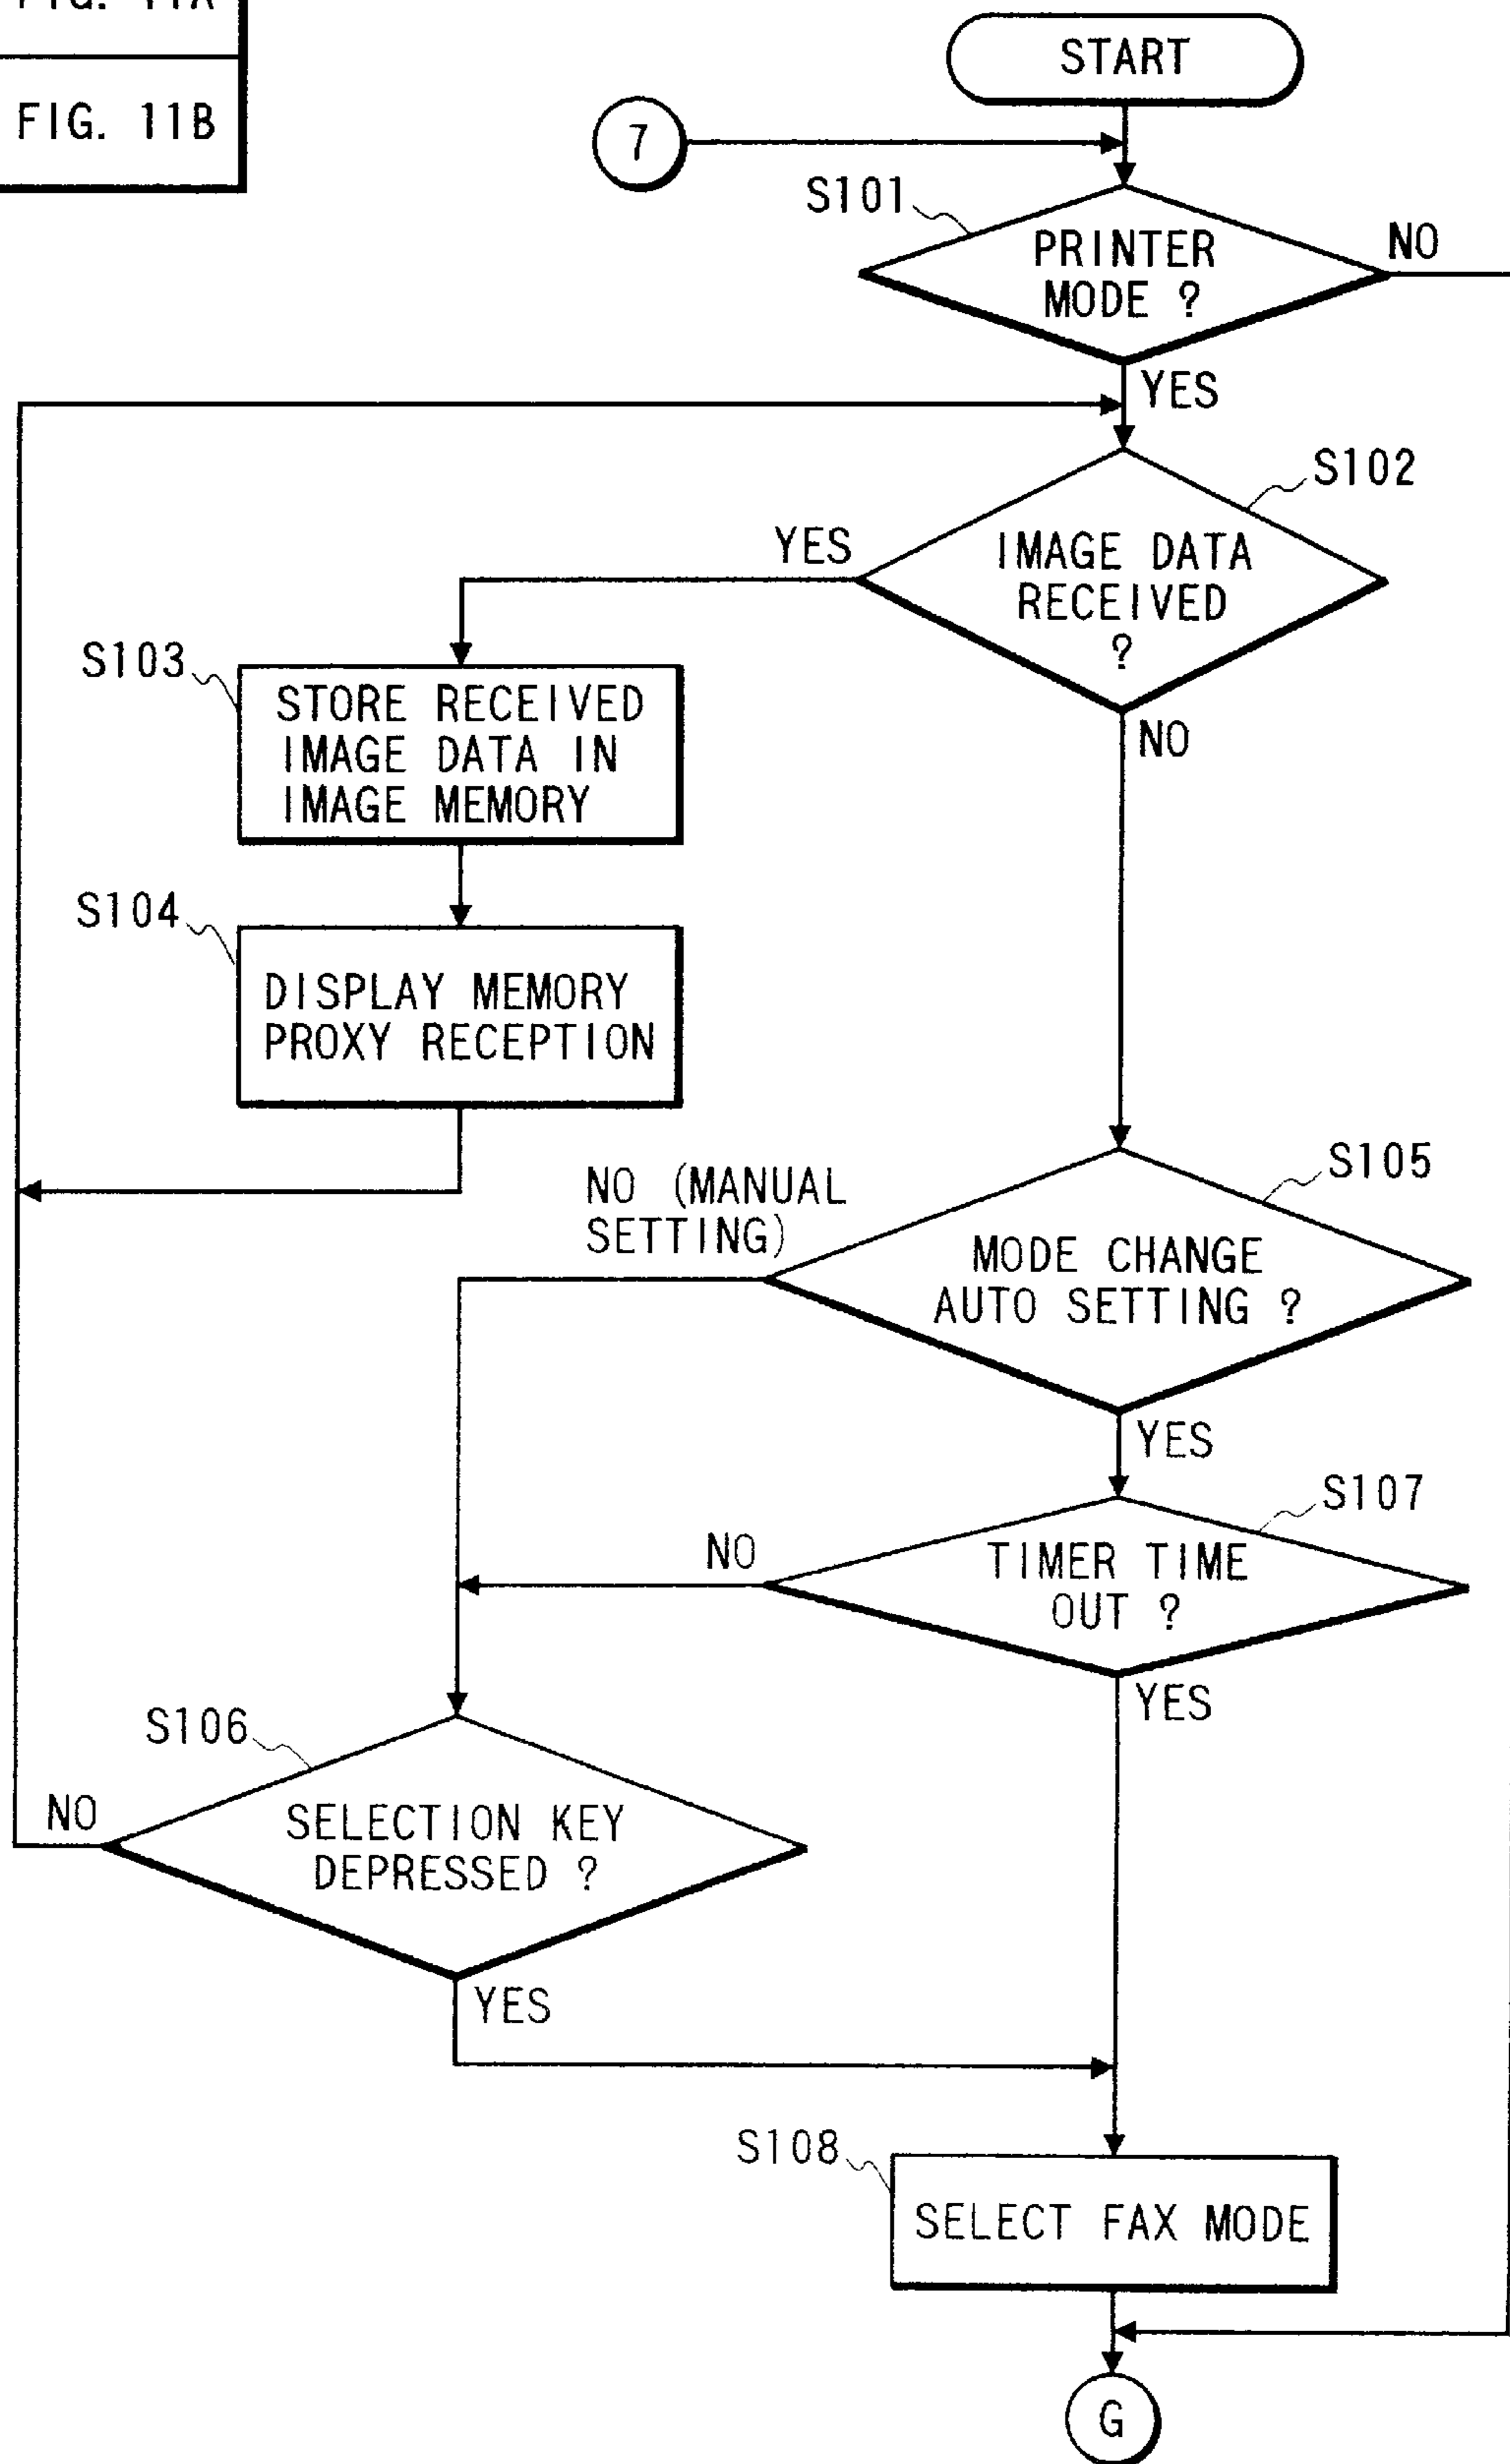 FIG. 11A
FIG. 11B
START
7
S101
PRINTER
MODE ?
NO
YES
S102
YES
IMAGE DATA
RECEIVED
?
NO
S103
STORE RECEIVED
IMAGE DATA IN
IMAGE MEMORY
S104
DISPLAY MEMORY
PROXY RECEPTION
S105
NO (MANUAL
SETTING)
MODE CHANGE
AUTO SETTING ?
YES
S107
NO
TIMER TIME
OUT ?
YES
S106
NO
SELECTION KEY
DEPRESSED ?
YES
S108
SELECT FAX MODE
G